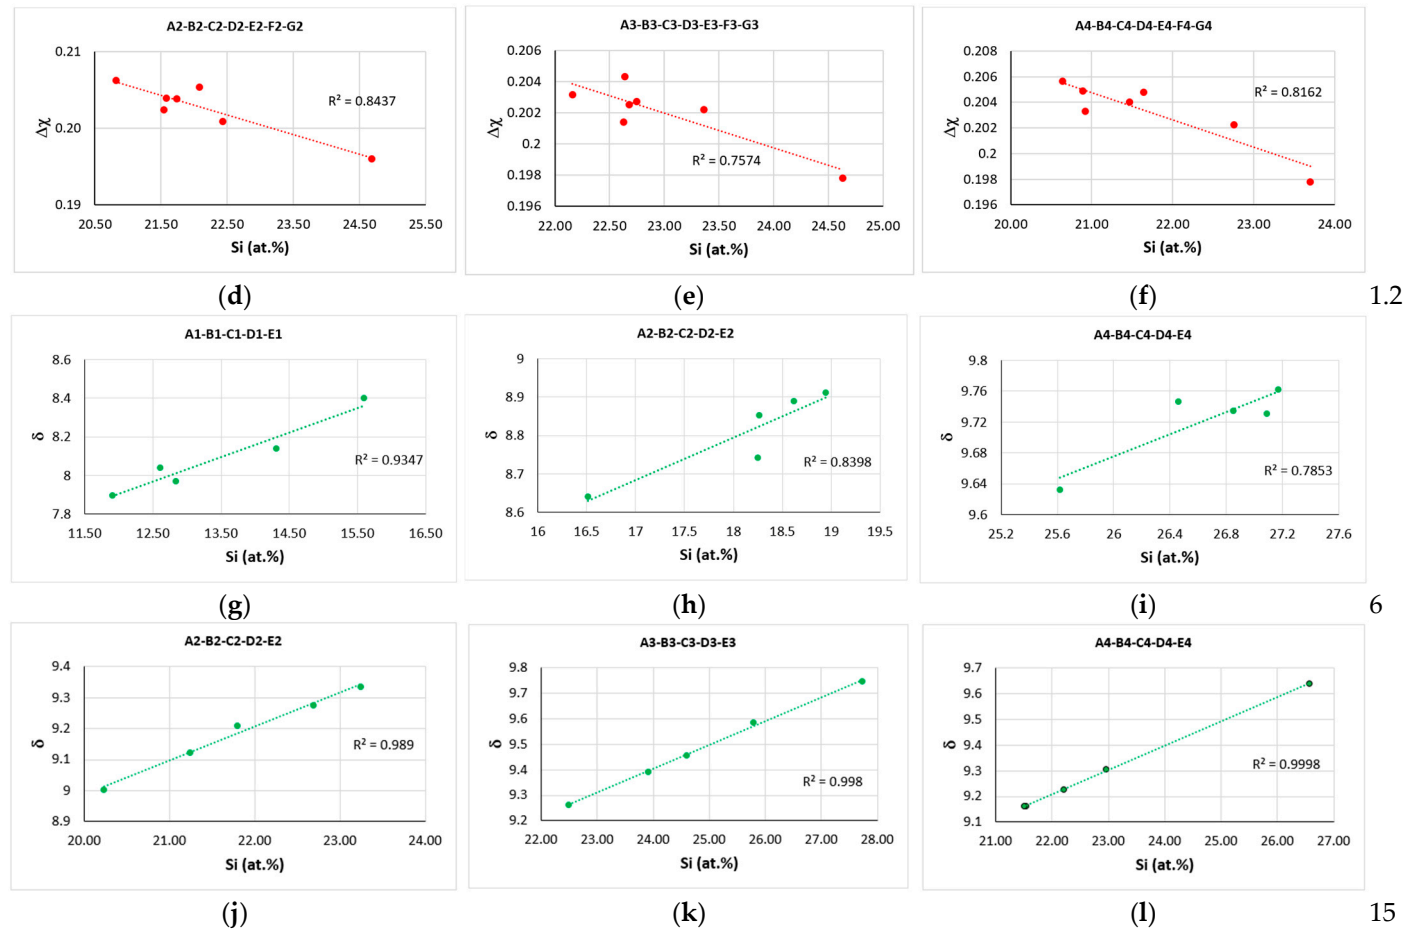 A2-B2-C2-D2-E2-F2-G2
0.21
0.20
0.19
Δχ
R² = 0.8437
20.50 21.50 22.50 23.50 24.50 25.50
Si (at.%)
A3-B3-C3-D3-E3-F3-G3
0.206
0.204
0.202
0.2
0.198
0.196
Δχ
R² = 0.7574
22.00 22.50 23.00 23.50 24.00 24.50 25.00
Si (at.%)
A4-B4-C4-D4-E4-F4-G4
0.208
0.206
0.204
0.202
0.2
0.198
0.196
Δχ
R² = 0.8162
20.00 21.00 22.00 23.00 24.00
Si (at.%)
(d) (e) (f) 1.2
A1-B1-C1-D1-E1
8.6
8.4
8.2
8
7.8
δ
R² = 0.9347
11.50 12.50 13.50 14.50 15.50 16.50
Si (at.%)
A2-B2-C2-D2-E2
9
8.9
8.8
8.7
8.6
δ
R² = 0.8398
16 16.5 17 17.5 18 18.5 19 19.5
Si (at.%)
A4-B4-C4-D4-E4
9.8
9.76
9.72
9.68
9.64
9.6
δ
R² = 0.7853
25.2 25.6 26 26.4 26.8 27.2 27.6
Si (at.%)
(g) (h) (i) 6
A2-B2-C2-D2-E2
9.4
9.3
9.2
9.1
9
8.9
δ
R² = 0.989
20.00 21.00 22.00 23.00 24.00
Si (at.%)
A3-B3-C3-D3-E3
9.8
9.7
9.6
9.5
9.4
9.3
9.2
δ
R² = 0.998
22.00 23.00 24.00 25.00 26.00 27.00 28.00
Si (at.%)
A4-B4-C4-D4-E4
9.7
9.6
9.5
9.4
9.3
9.2
9.1
δ
R² = 0.9998
21.00 22.00 23.00 24.00 25.00 26.00 27.00
Si (at.%)
(j) (k) (l) 15